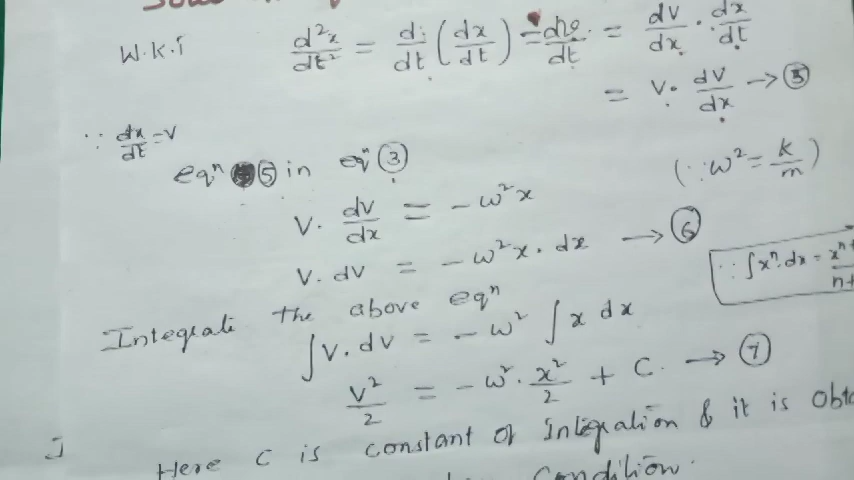 W.K.T d²x/dt² = d/dt (dx/dt) = dv/dt = dv/dx · dx/dt
= V· dv/dx → (5)
∵ dx/dt = V
eqⁿ (5) in eqⁿ (3)
(∵ ω² = k/m)
V· dv/dx = -ω²x
V. dv = -ω²x. dx → (6)
∵ ∫xⁿ. dx =
Integrate the above eqⁿ
∫V. dv = -ω² ∫x dx
V²/2 = -ω². x²/2 + C. → (7)
Here C is constant of integration & it is
Condition.